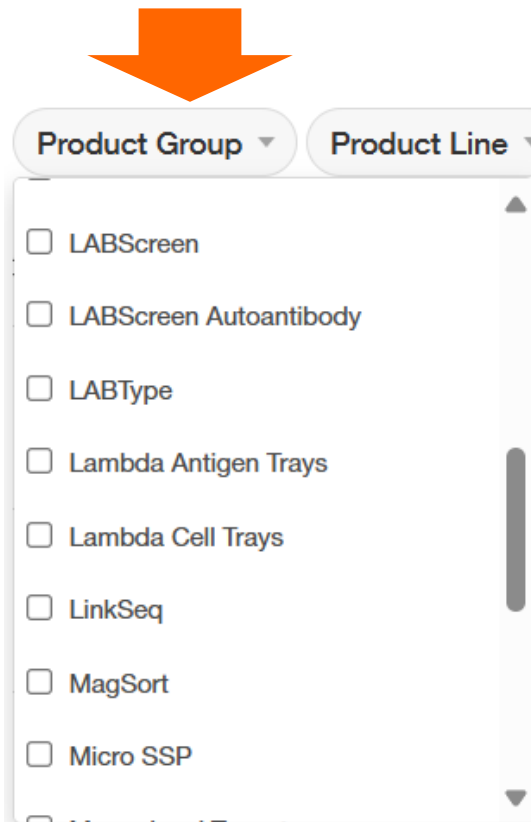 Product Group
Product Line
LABScreen
LABScreen Autoantibody
LABType
Lambda Antigen Trays
Lambda Cell Trays
LinkSeq
MagSort
Micro SSP